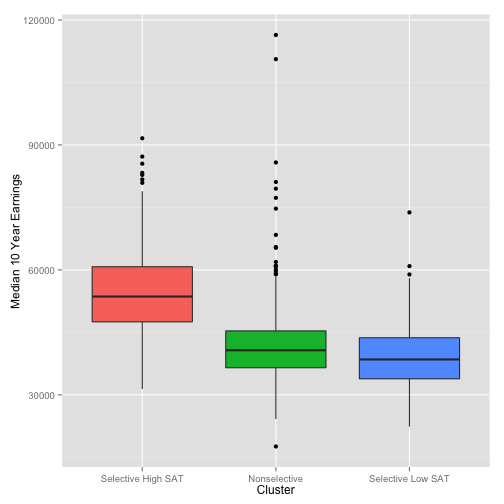 120000
90000
60000
30000
Median 10 Year Earnings
Selective High SAT
Nonselective
Selective Low SAT
Cluster